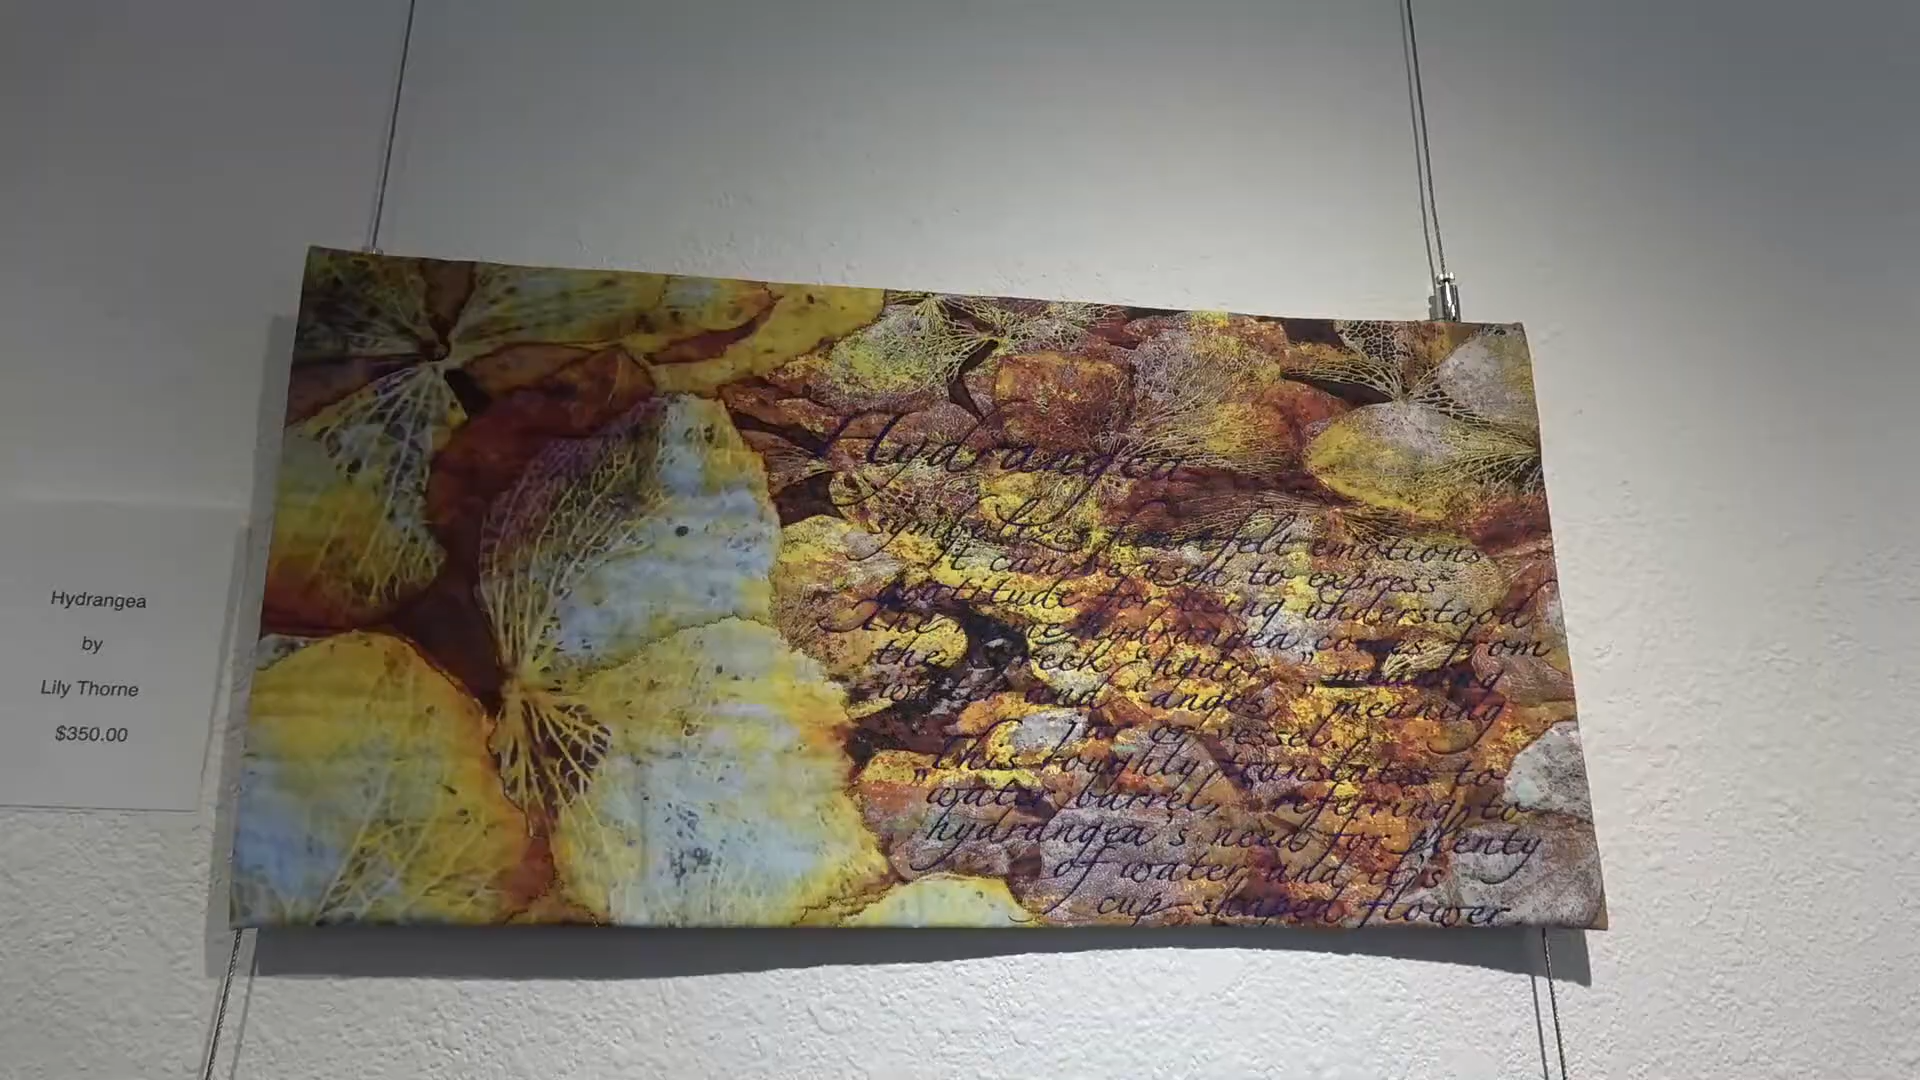 Hydrangea
by
Lily Thorne
$350.00
Hydrangea
symbolizes heartfelt emotions
It can be used to express
gratitude for being understood
The name Hydrangea comes from
the Greek "hydor," meaning
water and "angos," meaning
jar or vessel.
This roughly translates to
"water barrel," referring to
hydrangea's need for plenty
of water and it's
cup-shaped flower